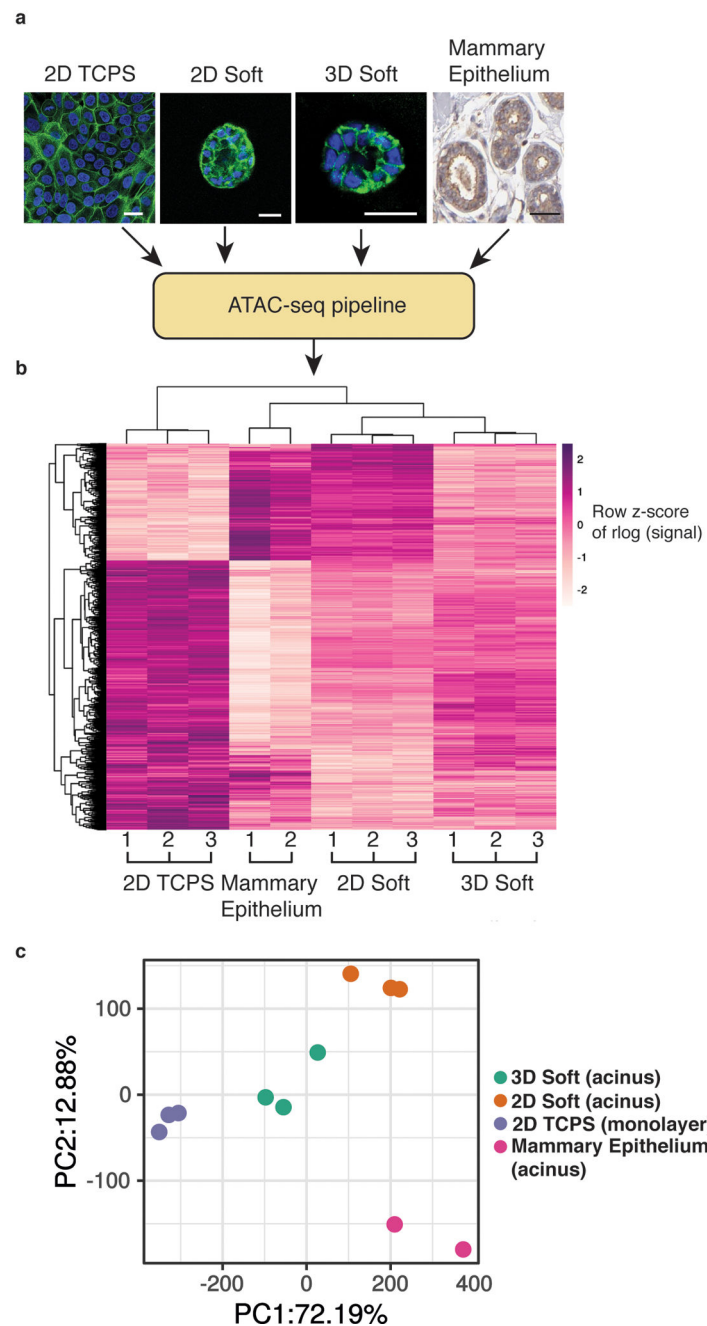 a
2D TCPS
2D Soft
3D Soft
Mammary
Epithelium
ATAC-seq pipeline
b
2
1
0
-1
-2
Row z-score
of rlog (signal)
1 2 3 1 2 1 2 3 1 2 3
2D TCPS Mammary 2D Soft 3D Soft
Epithelium
c
100
0
-100
PC2:12.88%
-200 0 200 400
PC1:72.19%
3D Soft (acinus)
2D Soft (acinus)
2D TCPS (monolayer
Mammary Epithelium
(acinus)